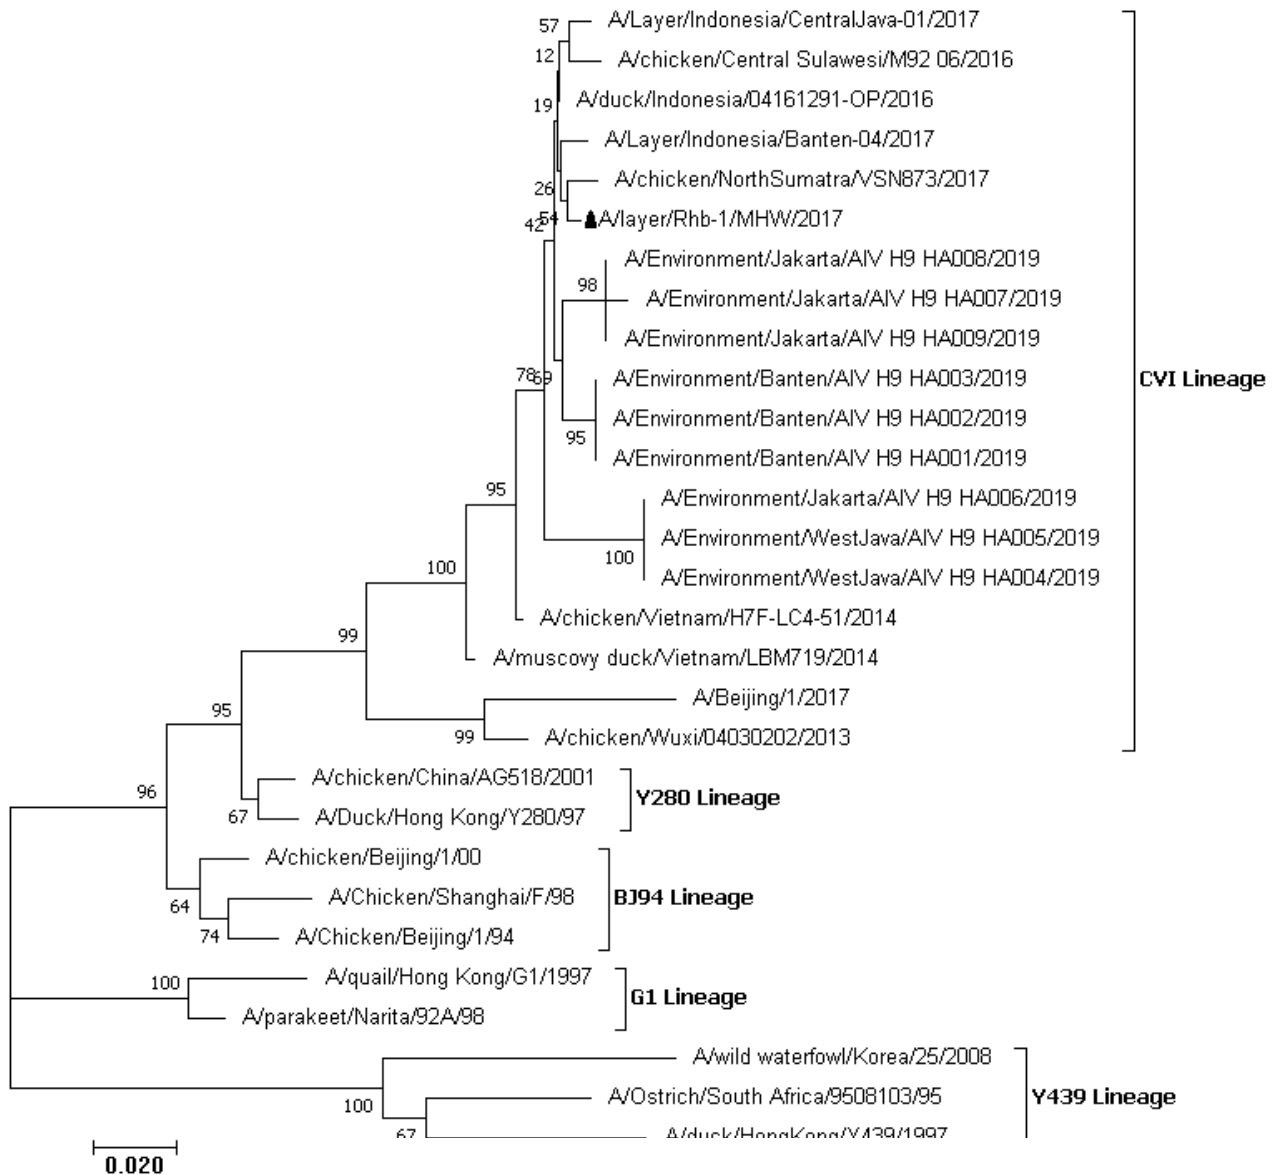 57
A/Layer/Indonesia/CentralJava-01/2017
12
A/chicken/Central Sulawesi/M92 06/2016
19
A/duck/Indonesia/04161291-OP/2016
A/Layer/Indonesia/Banten-04/2017
A/chicken/NorthSumatra/VSN873/2017
26
A/layer/Rhb-1/MHW/2017
54
42
A/Environment/Jakarta/AIV H9 HA008/2019
98
A/Environment/Jakarta/AIV H9 HA007/2019
A/Environment/Jakarta/AIV H9 HA009/2019
78
69
A/Environment/Banten/AIV H9 HA003/2019
CVI Lineage
A/Environment/Banten/AIV H9 HA002/2019
95
A/Environment/Banten/AIV H9 HA001/2019
95
A/Environment/Jakarta/AIV H9 HA006/2019
A/Environment/WestJava/AIV H9 HA005/2019
100
100
A/Environment/WestJava/AIV H9 HA004/2019
A/chicken/Vietnam/H7F-LC4-51/2014
99
A/muscovy duck/Vietnam/LBM719/2014
A/Beijing/1/2017
95
99
A/chicken/Wuxi/04030202/2013
A/chicken/China/AG518/2001
96
Y280 Lineage
67
A/Duck/Hong Kong/Y280/97
A/chicken/Beijing/1/00
64
A/Chicken/Shanghai/F/98
BJ94 Lineage
74
A/Chicken/Beijing/1/94
100
A/quail/Hong Kong/G1/1997
G1 Lineage
A/parakeet/Narita/92A/98
A/wild waterfowl/Korea/25/2008
100
A/Ostrich/South Africa/9508103/95
Y439 Lineage
67
A/duck/HongKong/Y439/1997
0.020